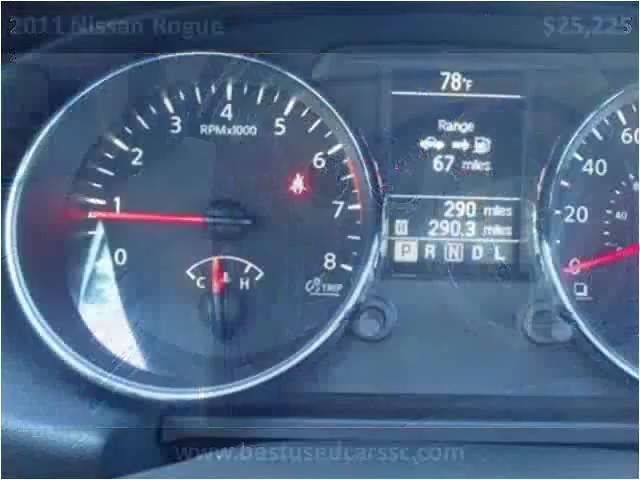 2011 Nissan Rogue $25,225
78°F
Range
67 miles
290 miles
290.3 miles
P R N D L
0 1 2 3 4 5 6 7 8
RPMx1000
C H
TRIP
0 20 40 60
40
www.bestusedcarssc.com